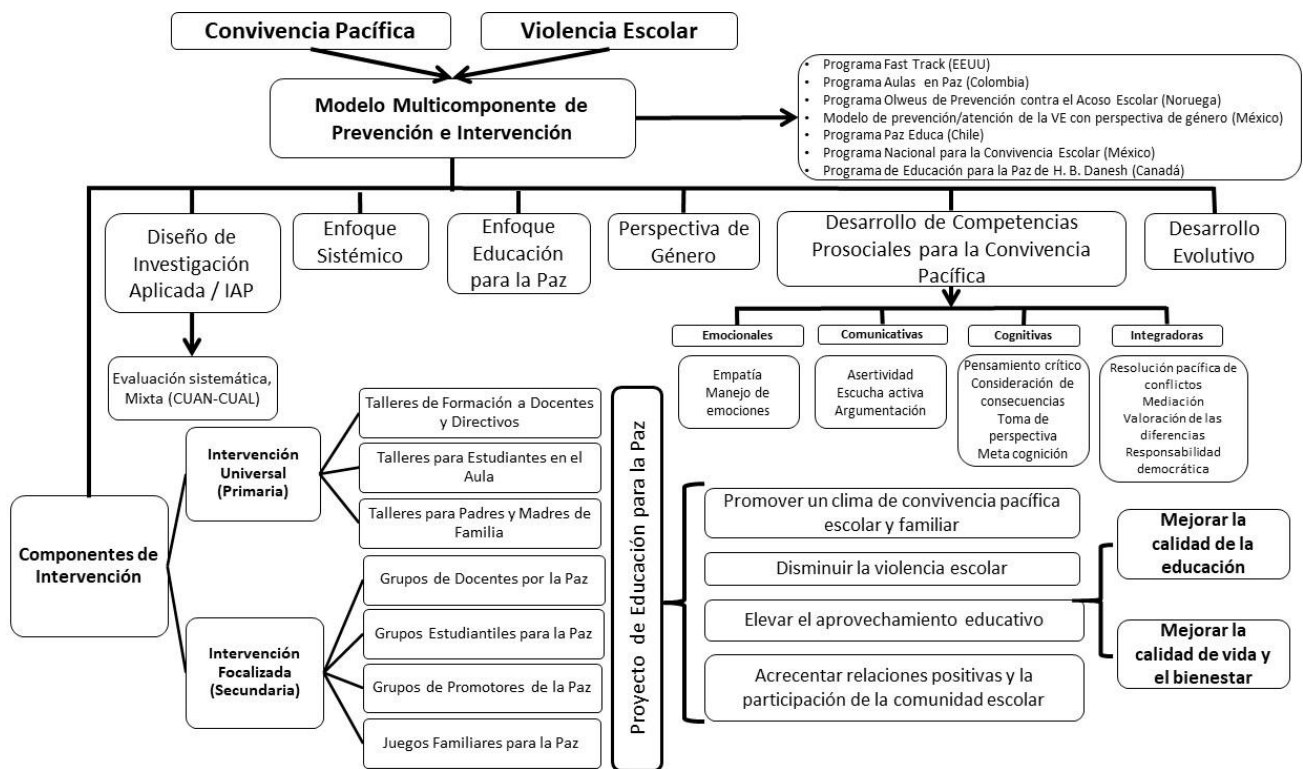 Convivencia Pacífica
Violencia Escolar
Modelo Multicomponente de
Prevención e Intervención
• Programa Fast Track (EEUU)
• Programa Aulas en Paz (Colombia)
• Programa Olweus de Prevención contra el Acoso Escolar (Noruega)
• Modelo de prevención/atención de la VE con perspectiva de género (México)
• Programa Paz Educa (Chile)
• Programa Nacional para la Convivencia Escolar (México)
• Programa de Educación para la Paz de H. B. Danesh (Canadá)
Diseño de
Investigación
Aplicada / IAP
Enfoque
Sistémico
Enfoque
Educación
para la Paz
Perspectiva de
Género
Desarrollo de Competencias
Prosociales para la Convivencia
Pacífica
Desarrollo
Evolutivo
Evaluación sistemática,
Mixta (CUAN-CUAL)
Emocionales
Empatía
Manejo de
emociones
Comunicativas
Asertividad
Escucha activa
Argumentación
Cognitivas
Pensamiento crítico
Consideración de
consecuencias
Toma de
perspectiva
Meta cognición
Integradoras
Resolución pacífica de
conflictos
Mediación
Valoración de las
diferencias
Responsabilidad
democrática
Componentes de
Intervención
Intervención
Universal
(Primaria)
Talleres de Formación a Docentes
y Directivos
Talleres para Estudiantes en el
Aula
Talleres para Padres y Madres de
Familia
Intervención
Focalizada
(Secundaria)
Grupos de Docentes por la Paz
Grupos Estudiantiles para la Paz
Grupos de Promotores de la Paz
Juegos Familiares para la Paz
Proyecto de Educación para la Paz
Promover un clima de convivencia pacífica
escolar y familiar
Disminuir la violencia escolar
Elevar el aprovechamiento educativo
Acrecentar relaciones positivas y la
participación de la comunidad escolar
Mejorar la
calidad de la
educación
Mejorar la
calidad de vida y
el bienestar